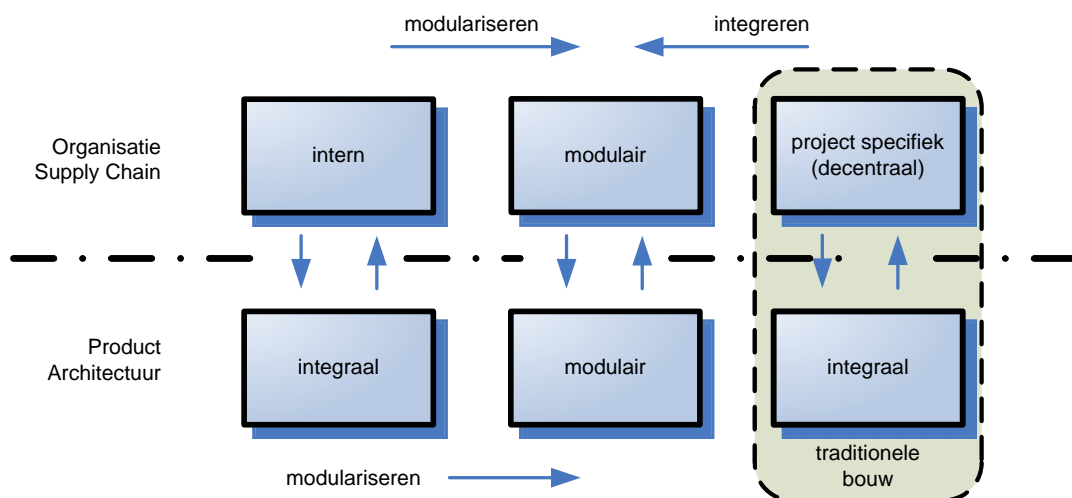 modulariseren
integreren
Organisatie
Supply Chain
intern
modulair
project specifiek
(decentraal)
Product
Architectuur
integraal
modulair
integraal
traditionele
bouw
modulariseren